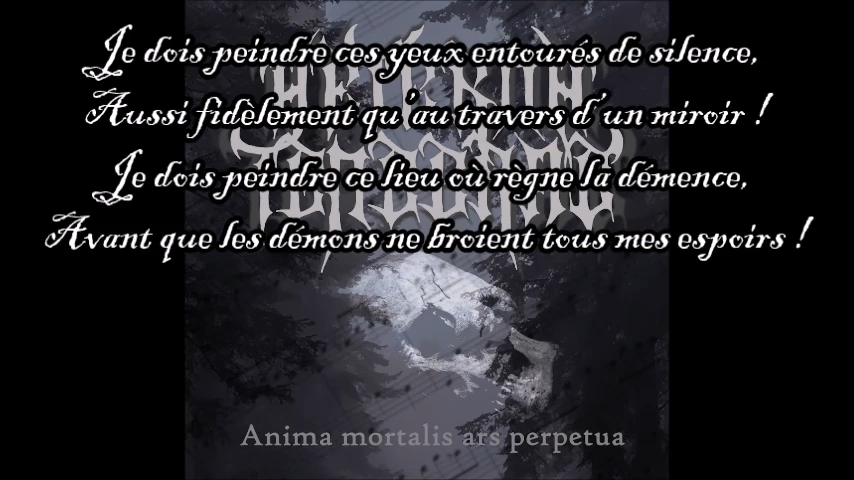 Je dois peindre ces yeux entourés de silence,
Aussi fidèlement qu'au travers d'un miroir !
Je dois peindre ce lieu où règne la démence,
Avant que les démons ne broient tous mes espoirs !
Anima mortalis ars perpetua